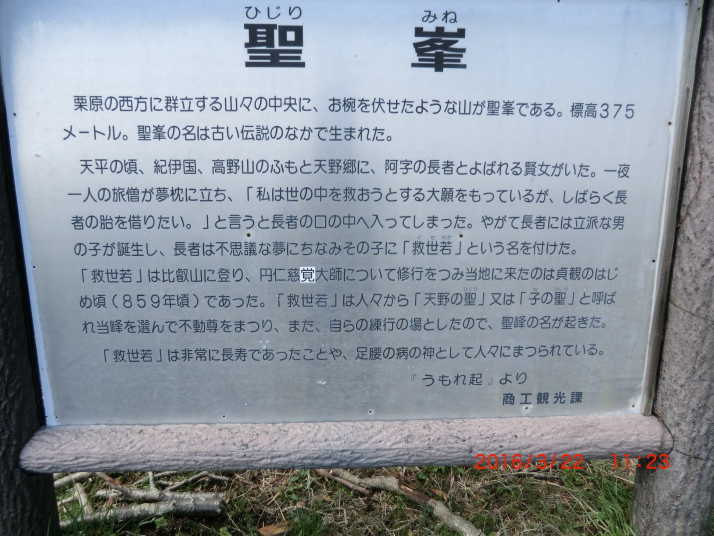 ひじり みね
聖峯
栗原の西方に群立する山々の中央に、お椀を伏せたような山が聖峯である。標高375
メートル。聖峯の名は古い伝説のなかで生まれた。
天平の頃、紀伊国、高野山のふもと天野郷に、阿字の長者とよばれる賢女がいた。一夜
一人の旅僧が夢枕に立ち、「私は世の中を救おうとする大願をもっているが、しばらく長
者の胎を借りたい。」と言うと長者の口の中へ入ってしまった。やがて長者には立派な男
の子が誕生し、長者は不思議な夢にちなみその子に「救世若」という名を付けた。
「救世若」は比叡山に登り、円仁慈覚大師について修行をつみ当地に来たのは貞観のはじ
め頃(859年頃)であった。「救世若」は人々から「天野の聖」又は「子の聖」と呼ば
れ当峰を選んで不動尊をまつり、また、自らの練行の場としたので、聖峰の名が起きた。
「救世若」は非常に長寿であったことや、足腰の病の神として人々にまつられている。
『うもれ起』より
商工観光課
2016/3/22 11:23